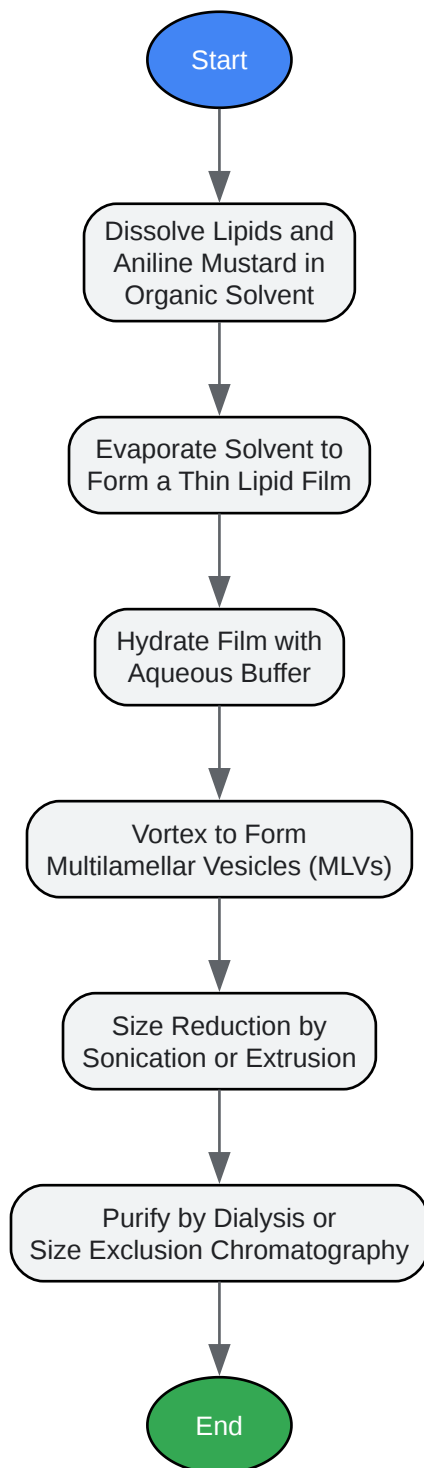 Start
Dissolve Lipids and
Aniline Mustard in
Organic Solvent
Evaporate Solvent to
Form a Thin Lipid Film
Hydrate Film with
Aqueous Buffer
Vortex to Form
Multilamellar Vesicles (MLVs)
Size Reduction by
Sonication or Extrusion
Purify by Dialysis or
Size Exclusion Chromatography
End